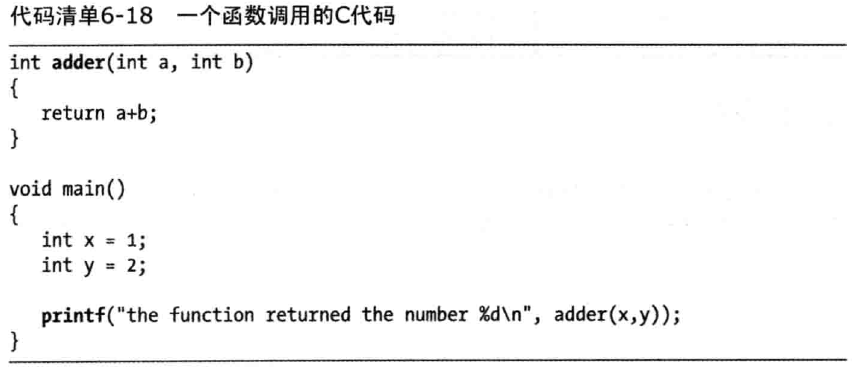 代码清单6-18 一个函数调用的C代码
int adder(int a, int b)
{
return a+b;
}
void main()
{
int x = 1;
int y = 2;
printf("the function returned the number %d\n", adder(x,y));
}